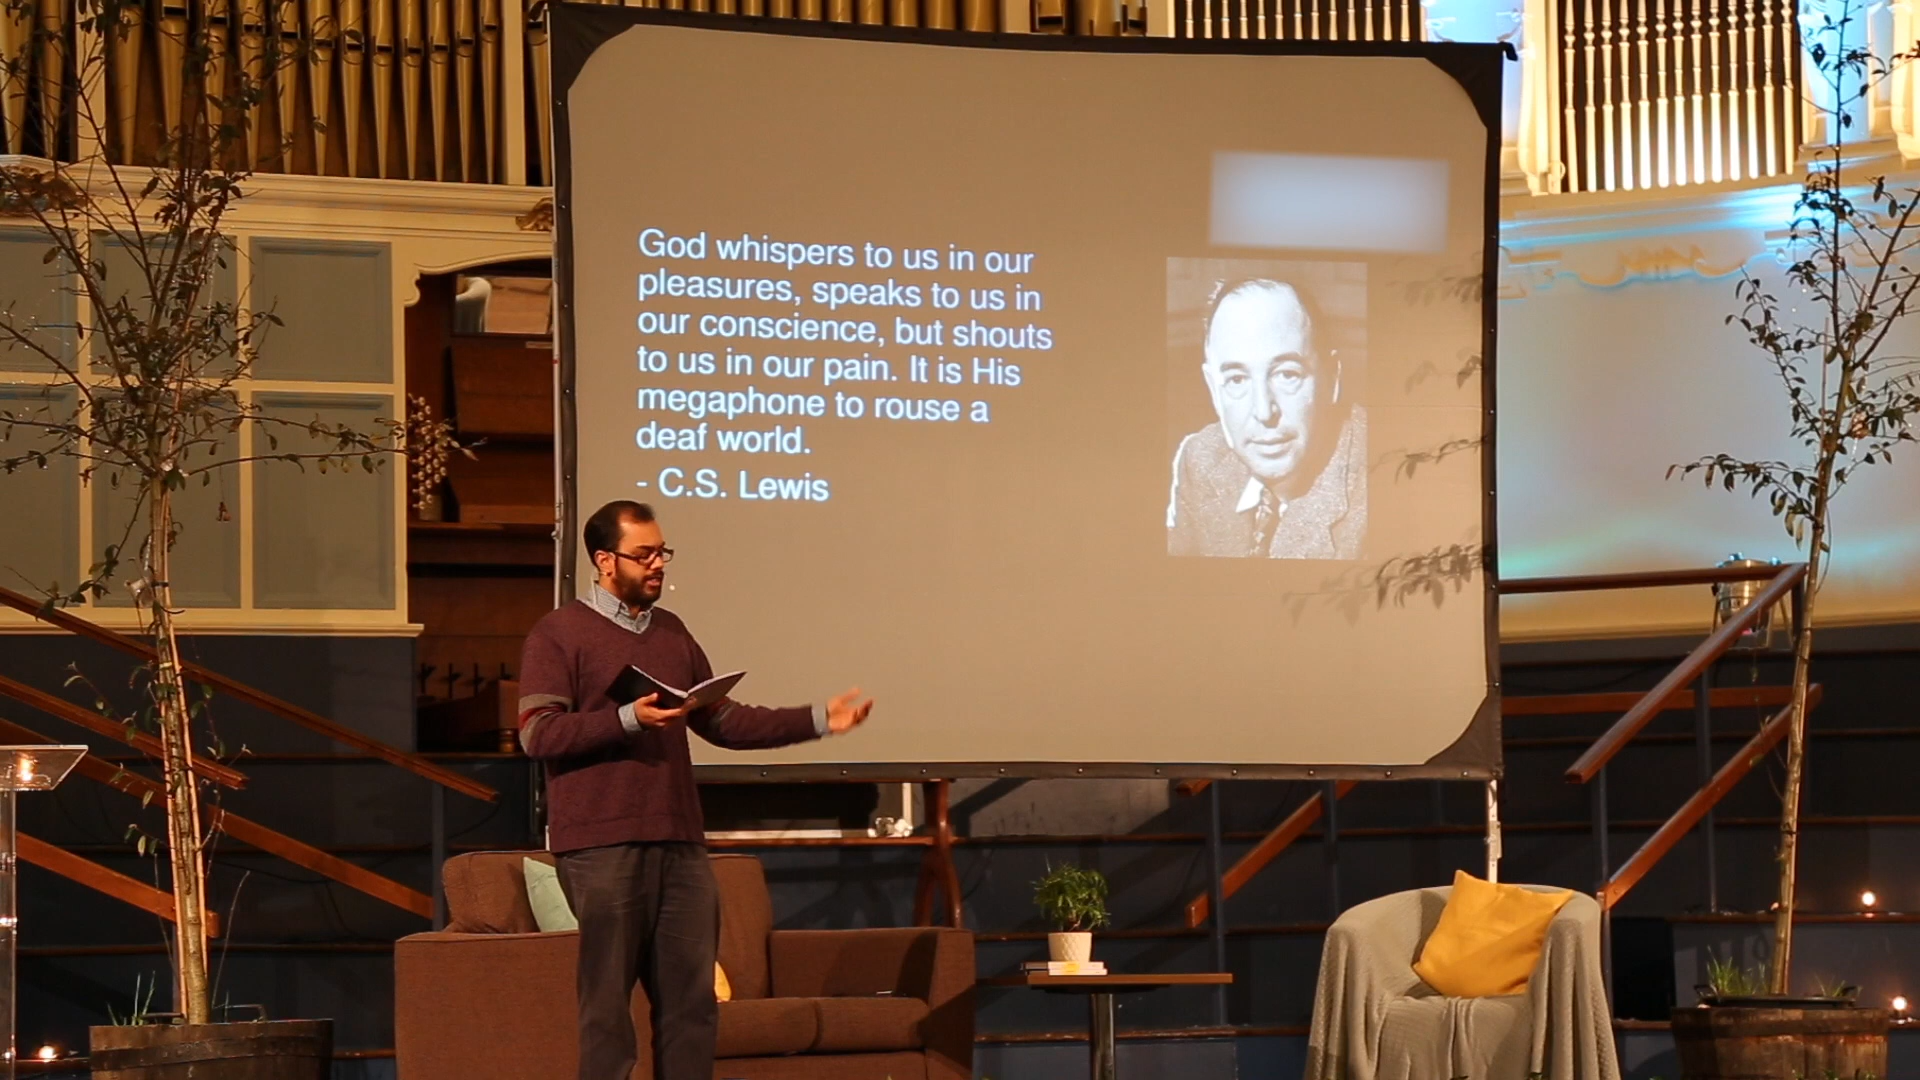 God whispers to us in our
pleasures, speaks to us in
our conscience, but shouts
to us in our pain. It is His
megaphone to rouse a
deaf world.
- C.S. Lewis